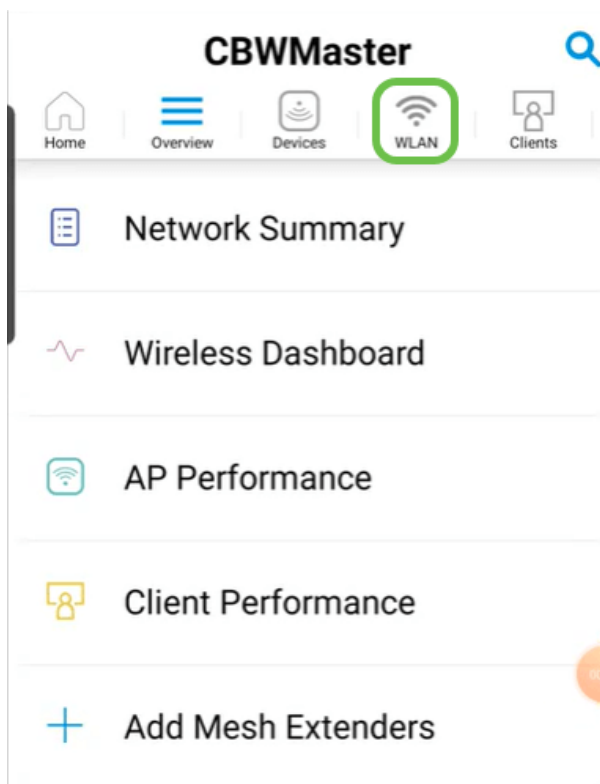 CBWMaster
Home Overview Devices WLAN Clients
Network Summary
Wireless Dashboard
AP Performance
Client Performance
Add Mesh Extenders